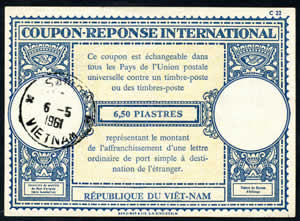 C 22
COUPON-REPONSE INTERNATIONAL
Ce coupon est échangeable dans
tous les Pays de l'Union postale
universelle contre un timbre-poste
ou des timbres-poste
6,50 PIASTRES
représentant le montant de
l'affranchissement d'une lettre
ordinaire de port simple à desti-
nation de l'étranger.
6-5
1961
VIETNAM
RÉPUBLIQUE DU VIÊT-NAM